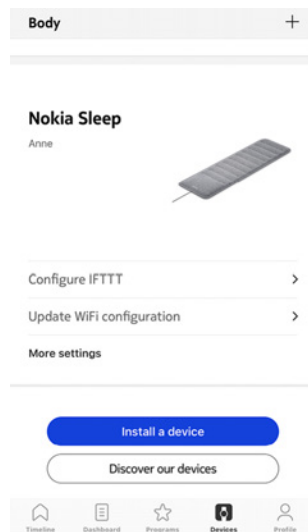 Body
Nokia Sleep
Anne
Configure IFTTT
Update WiFi configuration
More settings
Install a device
Discover our devices
Timeline Dashboard Programs Devices Profile